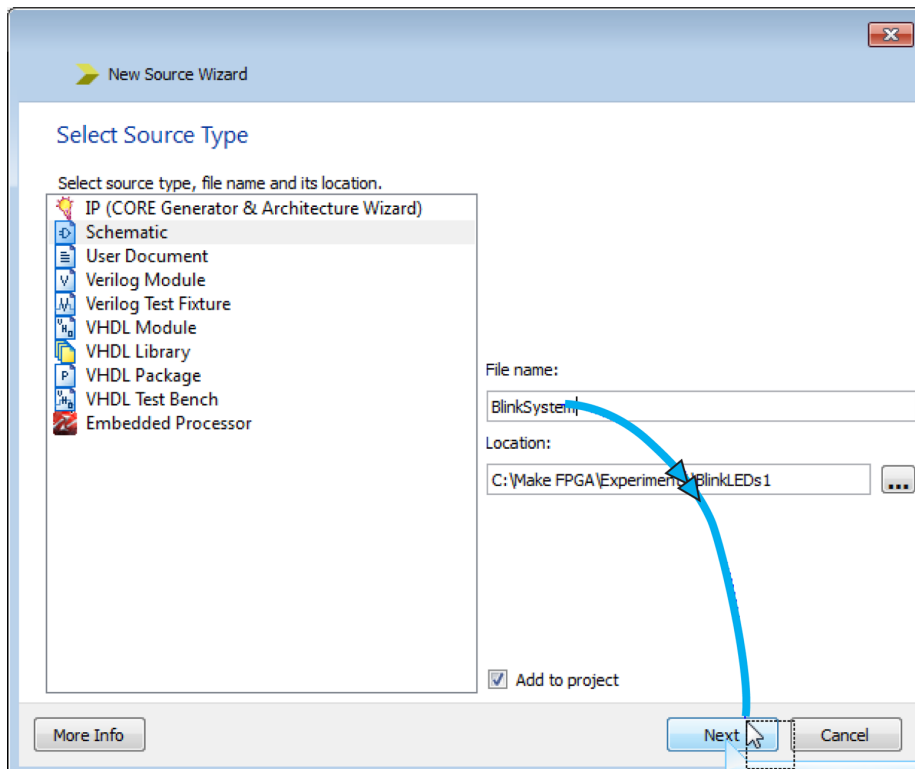 New Source Wizard
Select Source Type
Select source type, file name and its location.
IP (CORE Generator & Architecture Wizard)
Schematic
User Document
Verilog Module
Verilog Test Fixture
VHDL Module
VHDL Library
VHDL Package
VHDL Test Bench
Embedded Processor
File name:
BlinkSystem
Location:
C:\Make FPGA\Experiments\BlinkLEDs1
...
Add to project
More Info
Next
Cancel